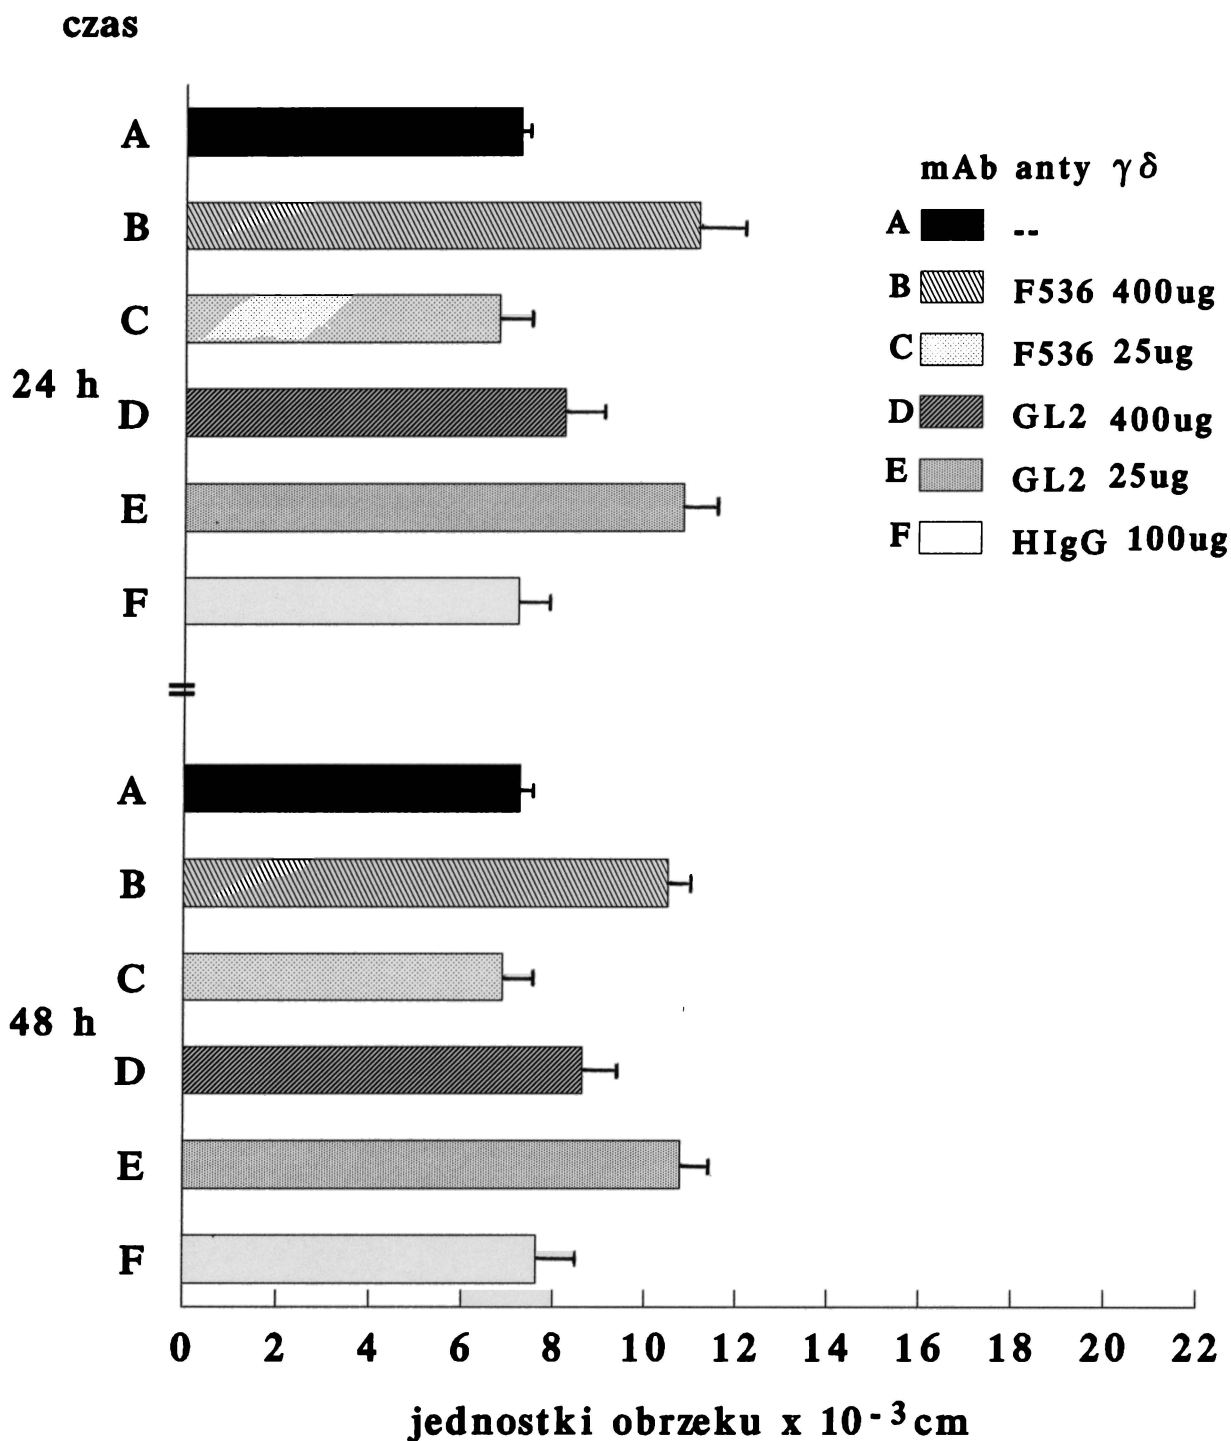 czas
A
B
C
24 h
D
E
F
mAb anty γδ
A --
B F536 400ug
C F536 25ug
D GL2 400ug
E GL2 25ug
F HIgG 100ug
A
B
C
48 h
D
E
F
0 2 4 6 8 10 12 14 16 18 20 22
jednostki obrzeku x 10⁻³cm